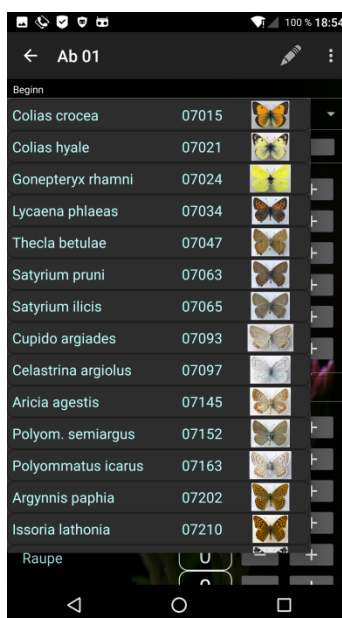 100 % 18:54
Ab 01
Beginn
Colias crocea 07015
Colias hyale 07021
Gonepteryx rhamni 07024
Lycaena phlaeas 07034
Thecla betulae 07047
Satyrium pruni 07063
Satyrium ilicis 07065
Cupido argiades 07093
Celastrina argiolus 07097
Aricia agestis 07145
Polyom. semiargus 07152
Polyommatus icarus 07163
Argynnis paphia 07202
Issoria lathonia 07210
Raupe 0 − +